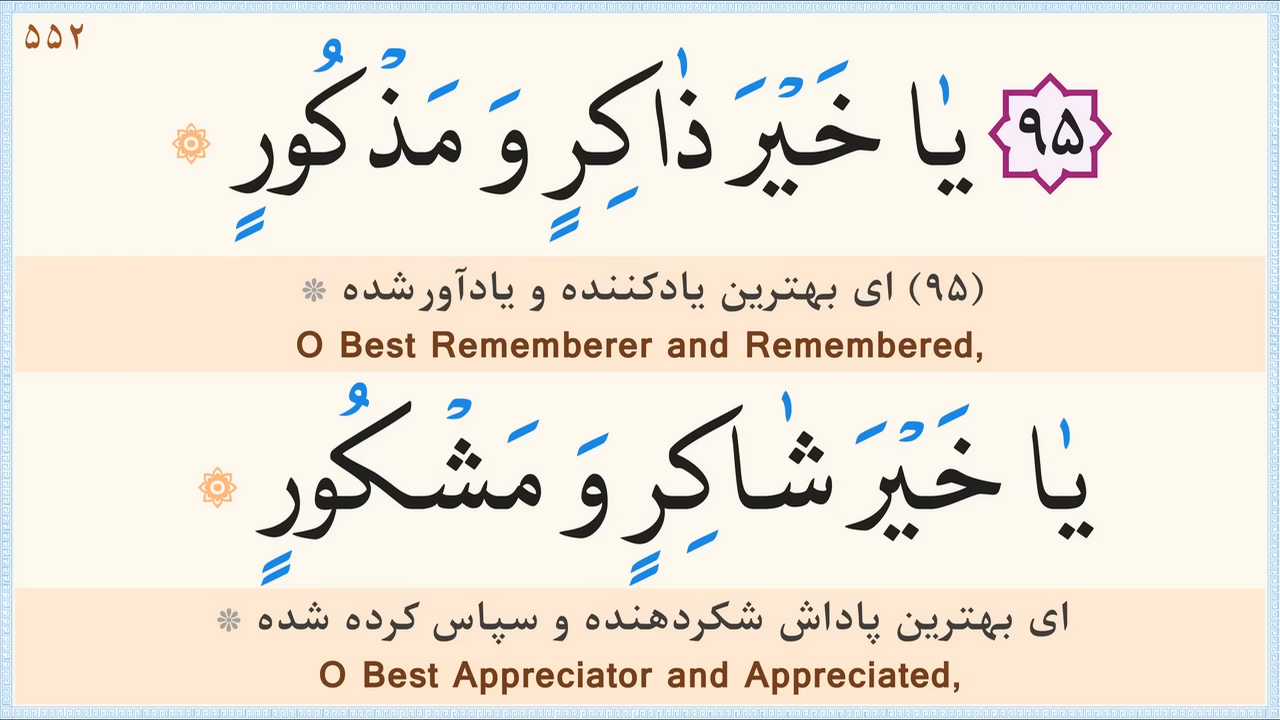 ۵۵۲
۹۵ يٰا خَيْرَ ذٰاكِرٍ وَ مَذْكُورٍ
(۹۵) ای بهترین یادکننده و یادآورشده
O Best Rememberer and Remembered,
يٰا خَيْرَ شٰاكِرٍ وَ مَشْكُورٍ
ای بهترین پاداش شکردهنده و سپاس کرده شده
O Best Appreciator and Appreciated,